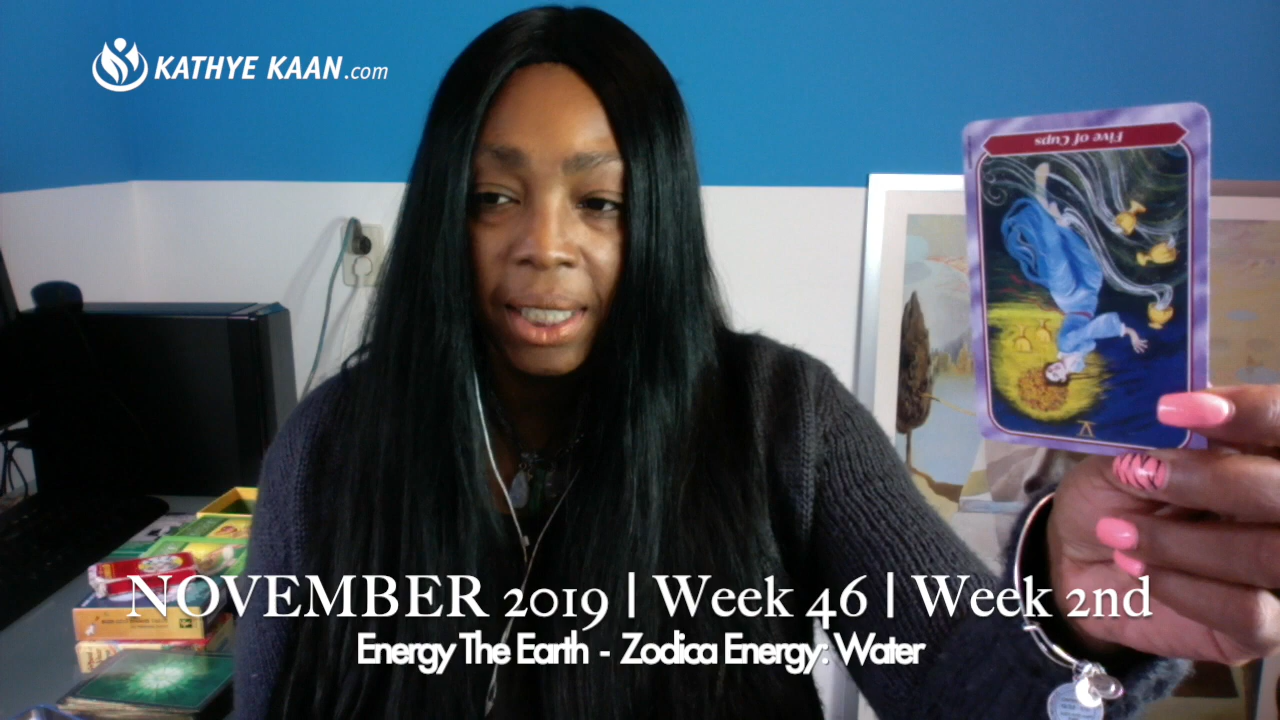 KATHYE KAAN.com
Five of Cups
V
NOVEMBER 2019 | Week 46 | Week 2nd
Energy The Earth - Zodica Energy: Water